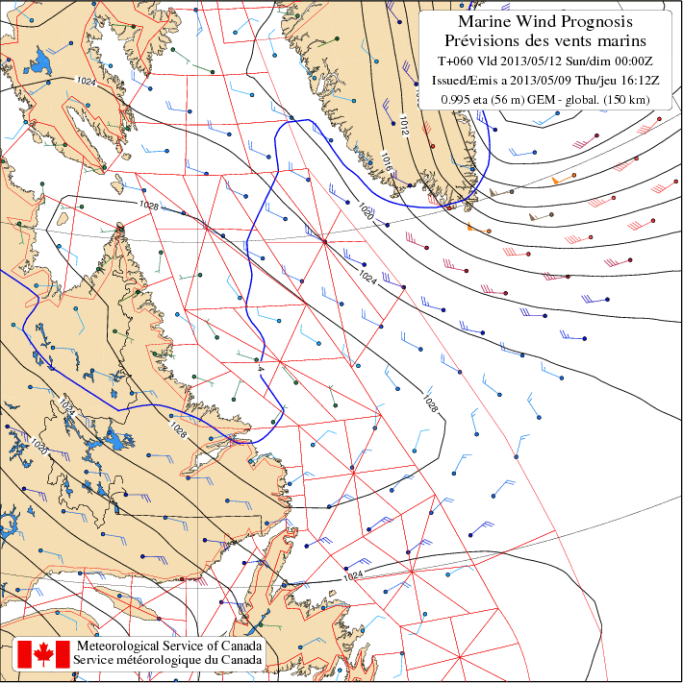 Marine Wind Prognosis
Prévisions des vents marins
T+060 Vld 2013/05/12 Sun/dim 00:00Z
Issued/Emis a 2013/05/09 Thu/jeu 16:12Z
0.995 eta (56 m) GEM - global. (150 km)
1024
1012
1016
1028
1020
1024
4
1028
1024
1028
1020
1024
Meteorological Service of Canada
Service météorologique du Canada